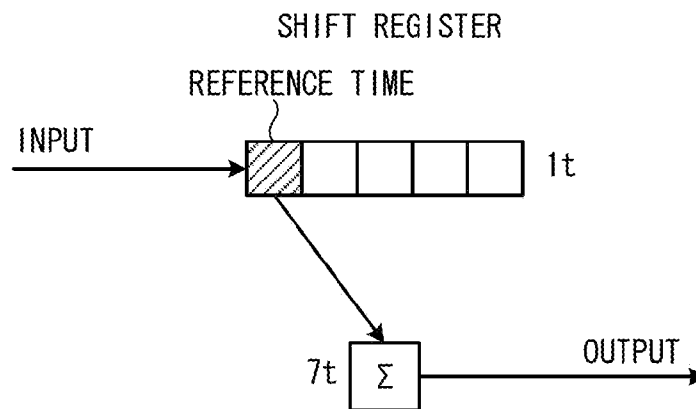 SHIFT REGISTER
REFERENCE TIME
INPUT
1t
7t
Σ
OUTPUT